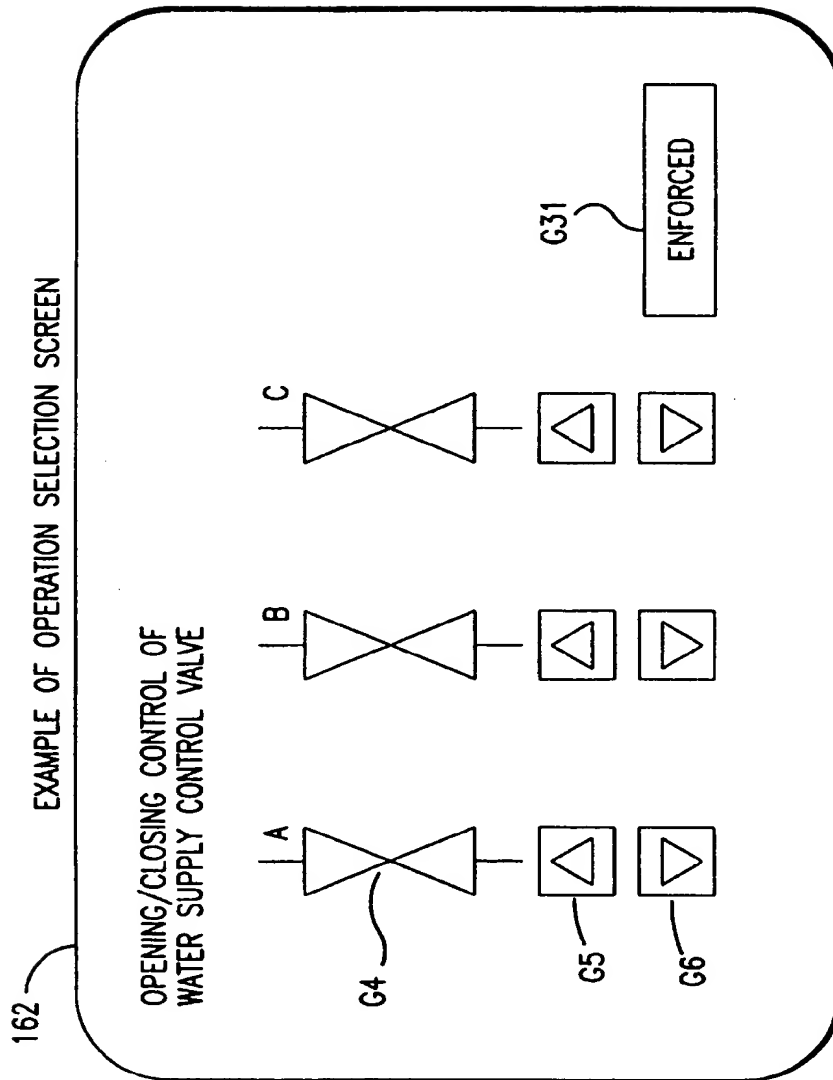 EXAMPLE OF OPERATION SELECTION SCREEN
162
OPENING/CLOSING CONTROL OF
WATER SUPPLY CONTROL VALVE
A
B
C
G4
G5
G6
G31
ENFORCED